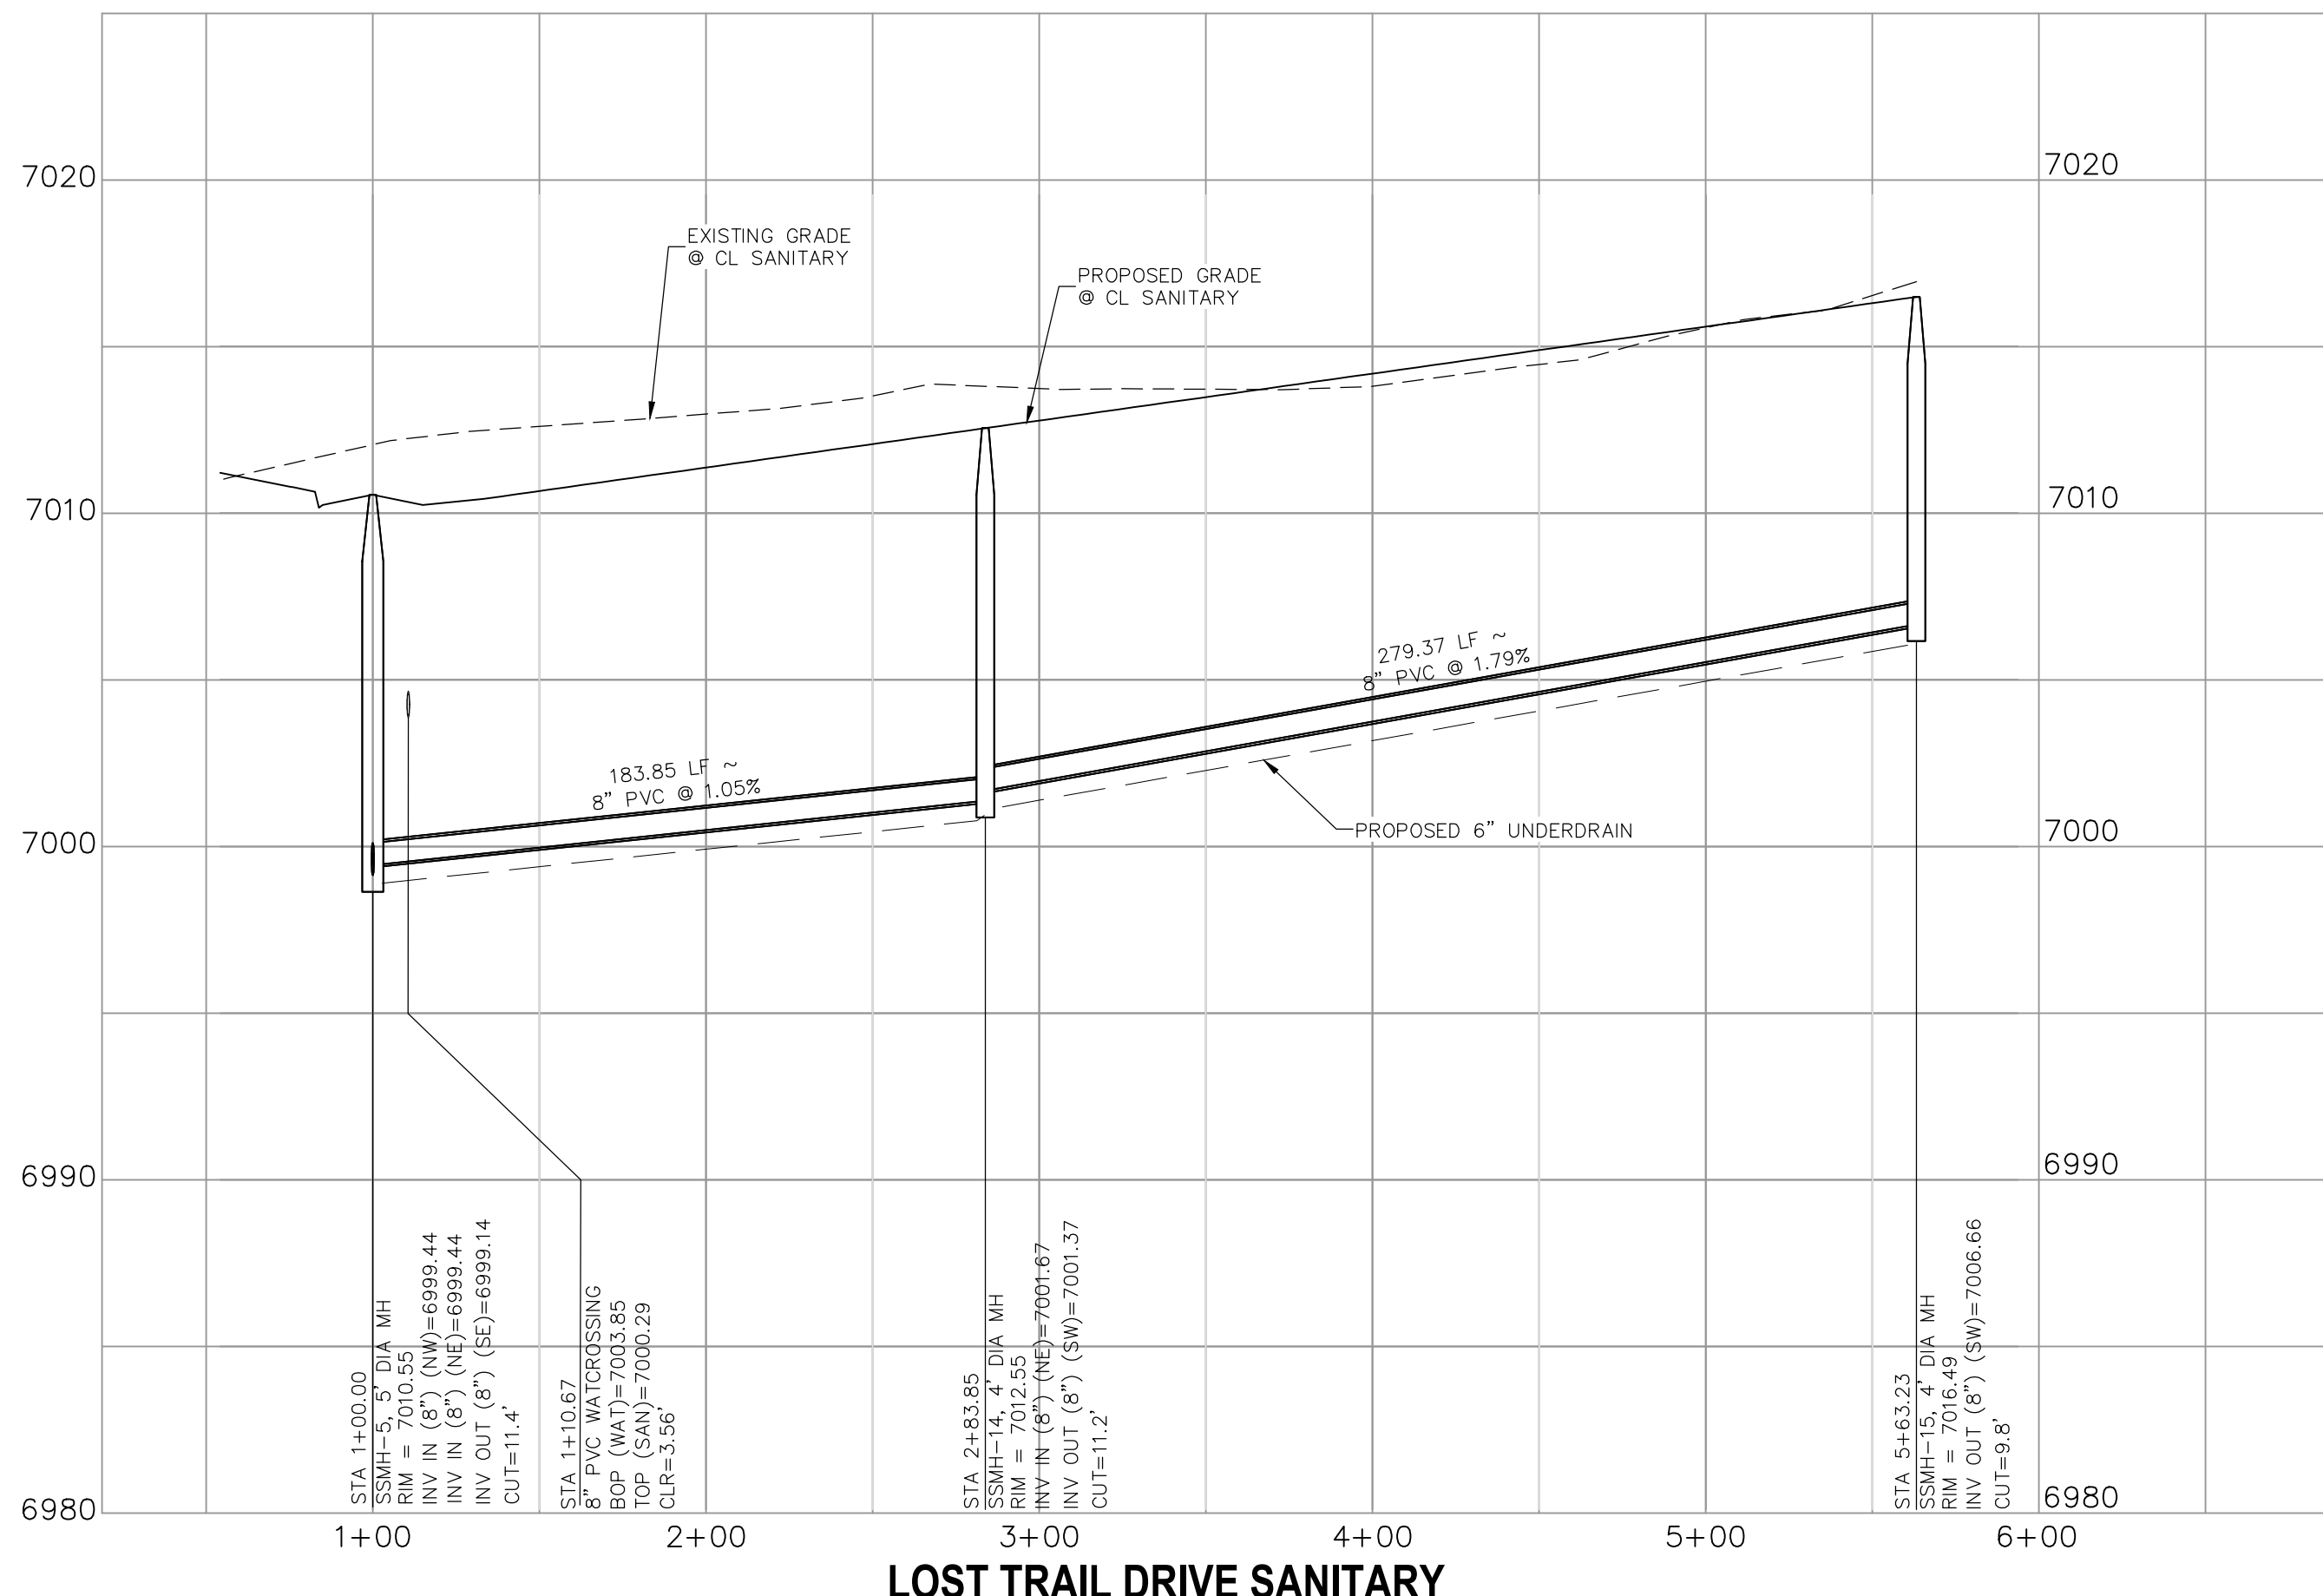 7020
7020
EXISTING GRADE
@ CL SANITARY
PROPOSED GRADE
@ CL SANITARY
7010
7010
279.37 LF ~
8" PVC @ 1.79%
183.85 LF ~
8" PVC @ 1.05%
PROPOSED 6" UNDERDRAIN
7000
7000
6990
6990
STA 1+00.00
SSMH-5, 5' DIA MH
RIM = 7010.55
INV IN (8") (NW)=6999.44
INV IN (8") (NE)=6999.44
INV OUT (8") (SE)=6999.14
CUT=11.4'
STA 1+10.67
8" PVC WATCROSSING
BOP (WAT)=7003.85
TOP (SAN)=7000.29
CLR=3.56'
STA 2+83.85
SSMH-14, 4' DIA MH
RIM = 7012.55
INV IN (8") (NE)=7001.67
INV OUT (8") (SW)=7001.37
CUT=11.2'
STA 5+63.23
SSMH-15, 4' DIA MH
RIM = 7016.49
INV OUT (8") (SW)=7006.66
CUT=9.8'
6980
6980
1+00
2+00
3+00
4+00
5+00
6+00
LOST TRAIL DRIVE SANITARY